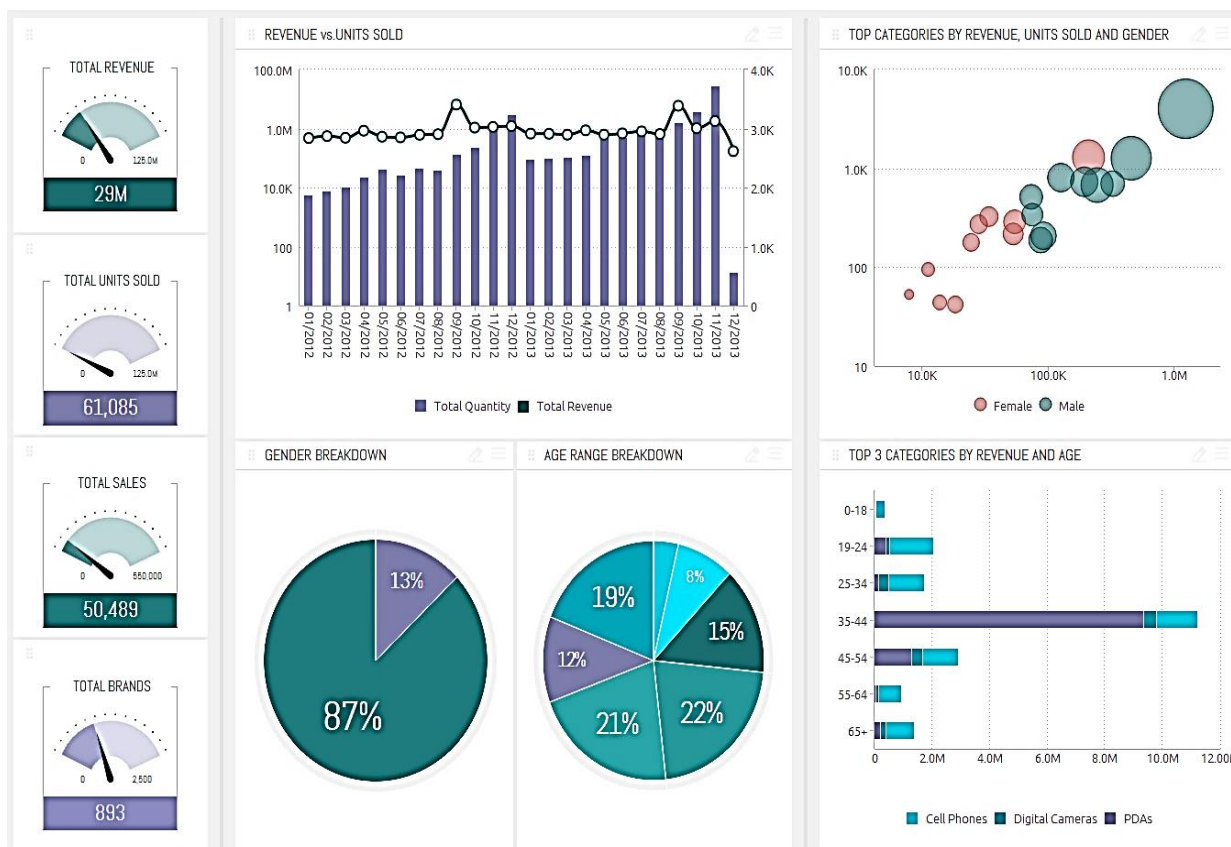 TOTAL REVENUE
0 125.0M
29M
TOTAL UNITS SOLD
0 125.0M
61,085
TOTAL SALES
0 550,000
50,489
TOTAL BRANDS
0 2,500
893
REVENUE vs.UNITS SOLD
100.0M 4.0K
1.0M 3.0K
10.0K 2.0K
100 1.0K
1 0
01/2012
02/2012
03/2012
04/2012
05/2012
06/2012
07/2012
08/2012
09/2012
10/2012
11/2012
12/2012
01/2013
02/2013
03/2013
04/2013
05/2013
06/2013
07/2013
08/2013
09/2013
10/2013
11/2013
12/2013
Total Quantity Total Revenue
GENDER BREAKDOWN
13%
87%
AGE RANGE BREAKDOWN
8%
19%
15%
12%
21%
22%
TOP CATEGORIES BY REVENUE, UNITS SOLD AND GENDER
10.0K
1.0K
100
10
10.0K 100.0K 1.0M
Female Male
TOP 3 CATEGORIES BY REVENUE AND AGE
0-18
19-24
25-34
35-44
45-54
55-64
65+
0 2.0M 4.0M 6.0M 8.0M 10.0M 12.00
Cell Phones Digital Cameras PDAs